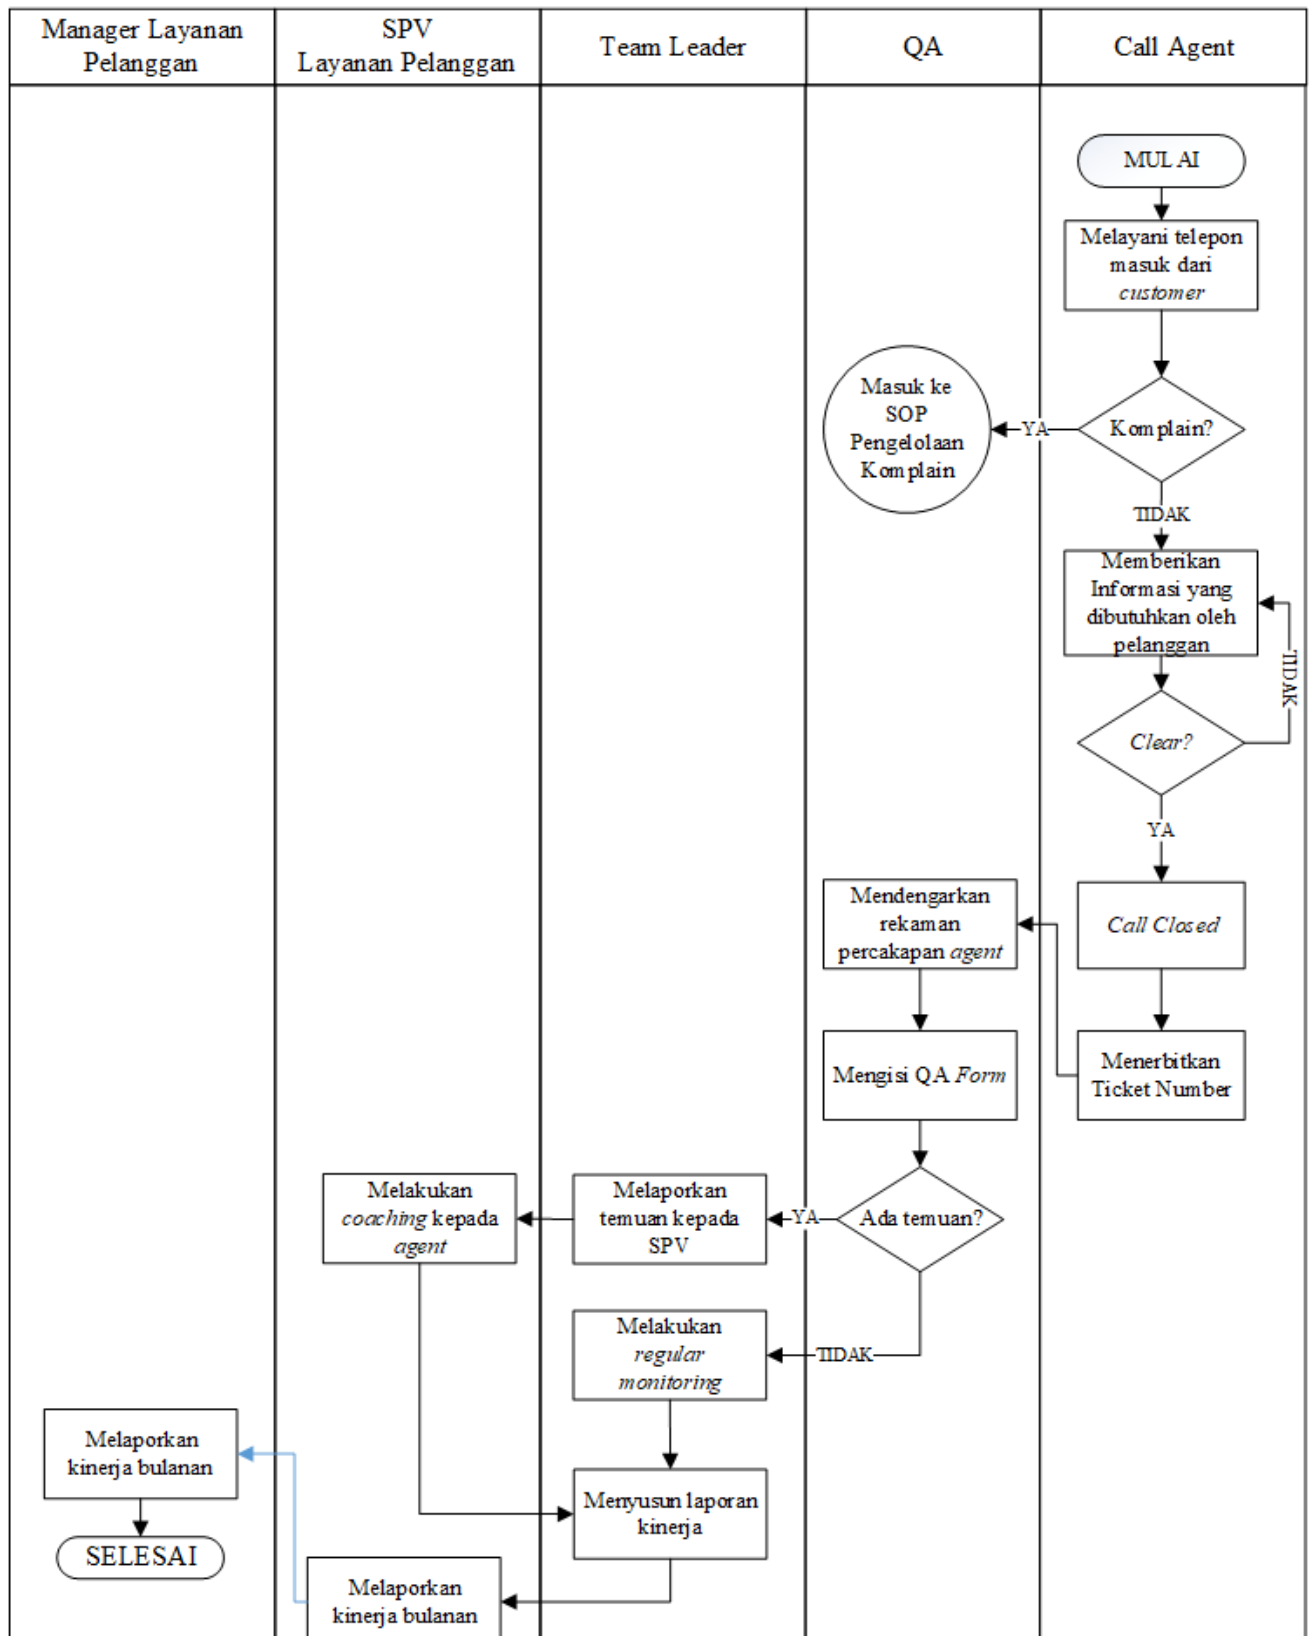 Manager Layanan
Pelanggan
SPV
Layanan Pelanggan
Team Leader
QA
Call Agent
MULAI
Melayani telepon
masuk dari
customer
Komplain?
YA
Masuk ke
SOP
Pengelolaan
Komplain
TIDAK
Memberikan
Informasi yang
dibutuhkan oleh
pelanggan
Clear?
TIDAK
YA
Call Closed
Menerbitkan
Ticket Number
Mendengarkan
rekaman
percakapan agent
Mengisi QA Form
Ada temuan?
YA
Melaporkan
temuan kepada
SPV
Melakukan
coaching kepada
agent
TIDAK
Melakukan
regular
monitoring
Menyusun laporan
kinerja
Melaporkan
kinerja bulanan
Melaporkan
kinerja bulanan
SELESAI